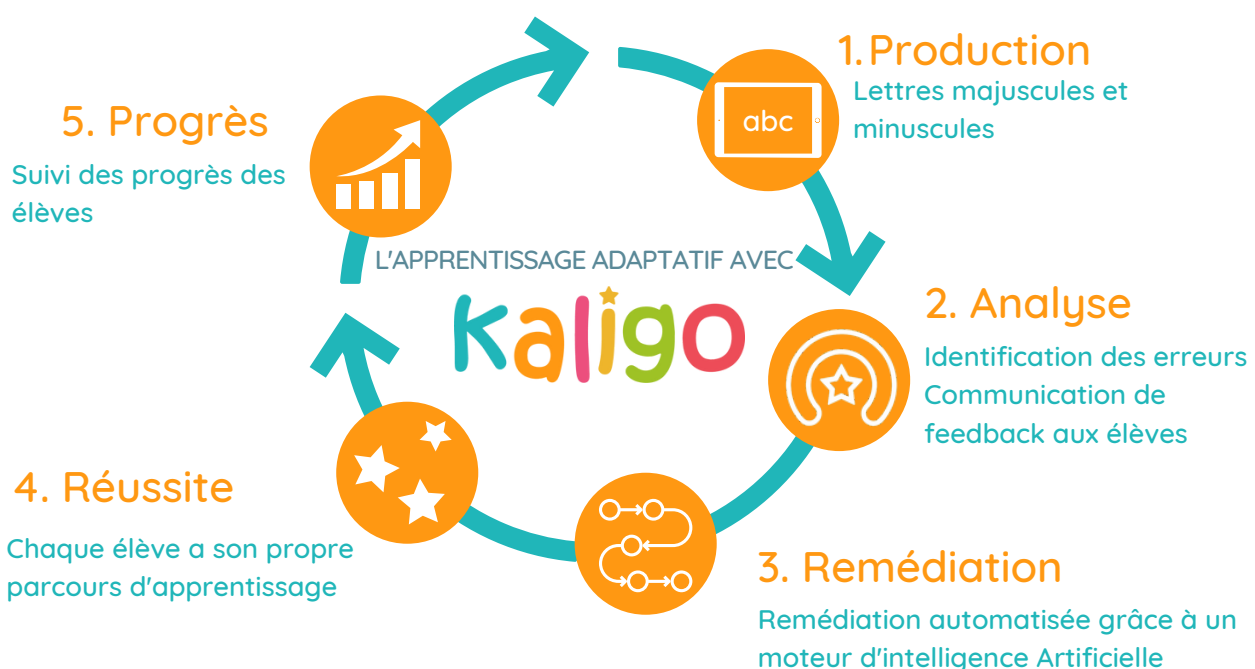 1.Production
Lettres majuscules et
minuscules
abc
5. Progrès
Suivi des progrès des
élèves
L'APPRENTISSAGE ADAPTATIF AVEC
kaligo
2. Analyse
Identification des erreurs
Communication de
feedback aux élèves
4. Réussite
Chaque élève a son propre
parcours d'apprentissage
3. Remédiation
Remédiation automatisée grâce à un
moteur d'intelligence Artificielle